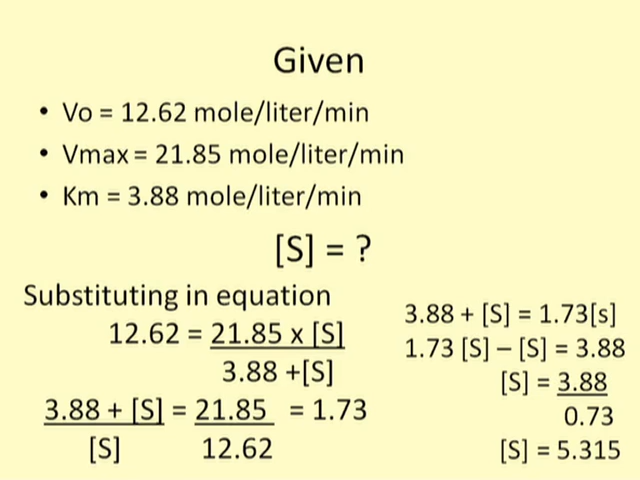 Given
• Vo = 12.62 mole/liter/min
• Vmax = 21.85 mole/liter/min
• Km = 3.88 mole/liter/min
[S] = ?
Substituting in equation
12.62 = 21.85 x [S]
3.88 +[S]
3.88 + [S] = 21.85 = 1.73
[S] 12.62
3.88 + [S] = 1.73[s]
1.73 [S] – [S] = 3.88
[S] = 3.88
0.73
[S] = 5.315